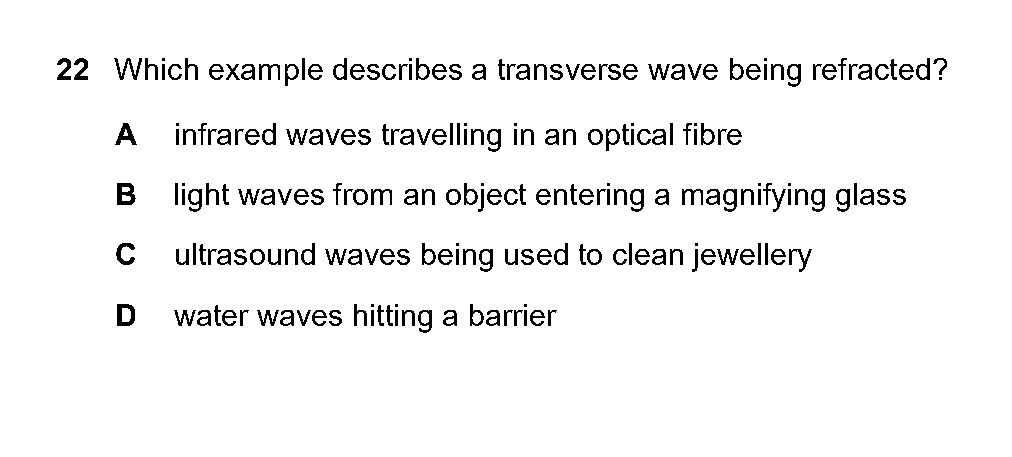 22 Which example describes a transverse wave being refracted?
A infrared waves travelling in an optical fibre
B light waves from an object entering a magnifying glass
C ultrasound waves being used to clean jewellery
D water waves hitting a barrier